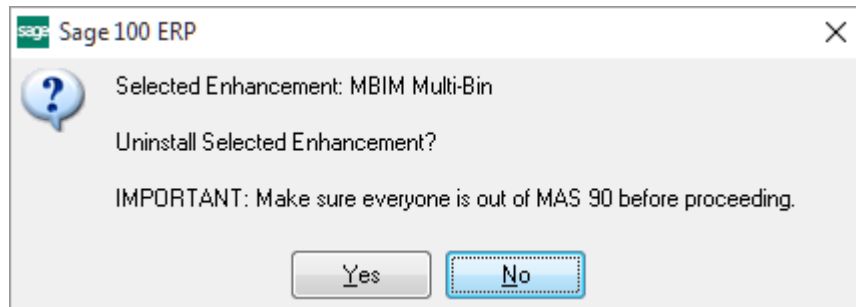 sage Sage 100 ERP
Selected Enhancement: MBIM Multi-Bin
Uninstall Selected Enhancement?
IMPORTANT: Make sure everyone is out of MAS 90 before proceeding.
Yes No